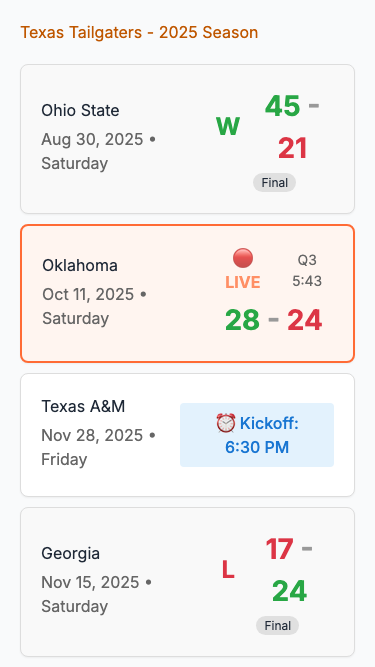 Texas Tailgaters - 2025 Season
Ohio State
Aug 30, 2025 •
Saturday
W
45 -
21
Final
Oklahoma
Oct 11, 2025 •
Saturday
LIVE
Q3
5:43
28 - 24
Texas A&M
Nov 28, 2025 •
Friday
⏰ Kickoff:
6:30 PM
Georgia
Nov 15, 2025 •
Saturday
L
17 -
24
Final